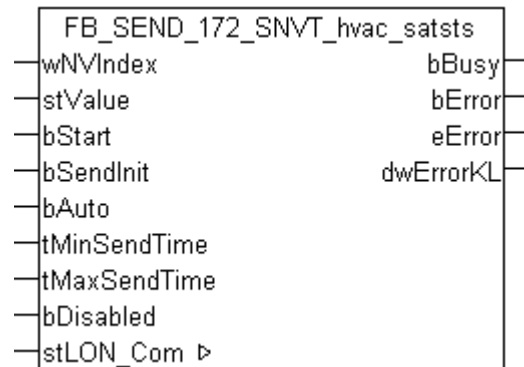 FB_SEND_172_SNVT_hvac_satsts
wNVIndex bBusy
stValue bError
bStart eError
bSendInit dwErrorKL
bAuto
tMinSendTime
tMaxSendTime
bDisabled
stLON_Com ▷